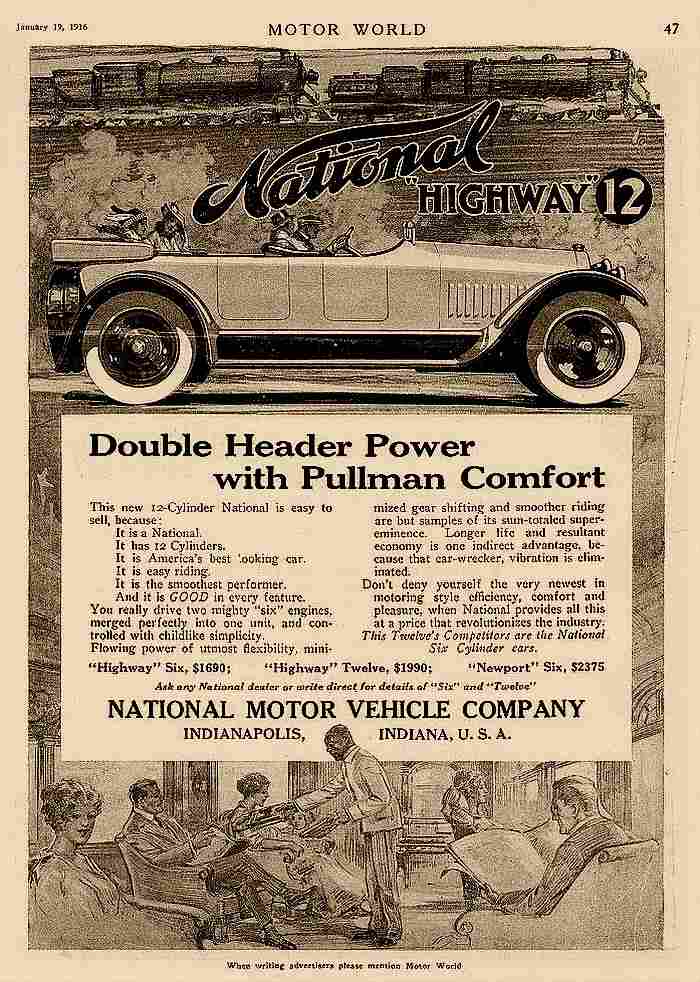 January 19, 1916
MOTOR WORLD
47
National
"HIGHWAY" 12
Double Header Power
with Pullman Comfort
This new 12-Cylinder National is easy to
sell, because:
It is a National.
It has 12 Cylinders.
It is America's best looking car.
It is easy riding.
It is the smoothest performer.
And it is GOOD in every feature.
You really drive two mighty "six" engines,
merged perfectly into one unit, and con-
trolled with childlike simplicity.
Flowing power of utmost flexibility, mini-
mized gear shifting and smoother riding
are but samples of its sum-totaled super-
eminence. Longer life and resultant
economy is one indirect advantage, be-
cause that car-wrecker, vibration is elim-
inated.
Don't deny yourself the very newest in
motoring style efficiency, comfort and
pleasure, when National provides all this
at a price that revolutionizes the industry.
This Twelve's Competitors are the National
Six Cylinder cars.
"Highway" Six, $1690; "Highway" Twelve, $1990; "Newport" Six, $2375
Ask any National dealer or write direct for details of "Six" and "Twelve"
NATIONAL MOTOR VEHICLE COMPANY
INDIANAPOLIS, INDIANA, U. S. A.
When writing advertisers please mention Motor World